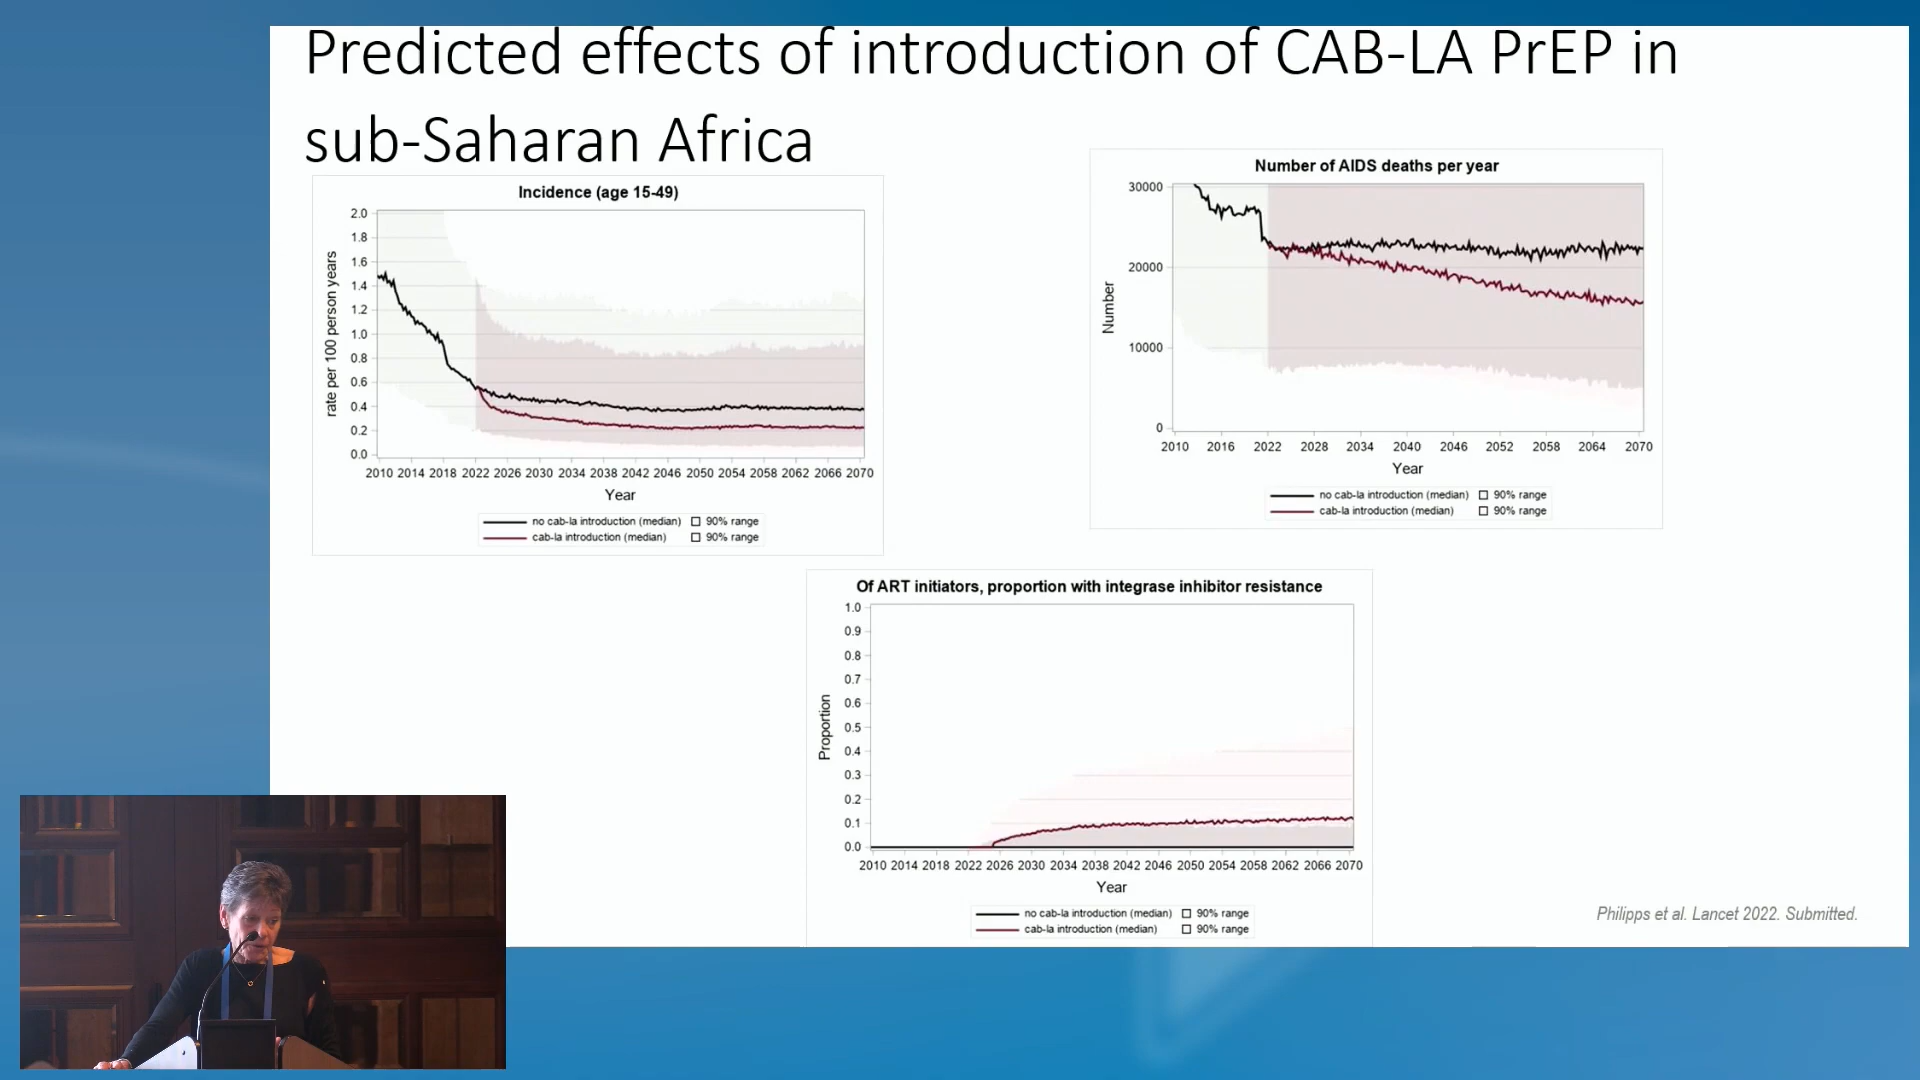 Predicted effects of introduction of CAB-LA PrEP in
sub-Saharan Africa
Incidence (age 15-49)
rate per 100 person years
2.0
1.8
1.6
1.4
1.2
1.0
0.8
0.6
0.4
0.2
0.0
2010 2014 2018 2022 2026 2030 2034 2038 2042 2046 2050 2054 2058 2062 2066 2070
Year
no cab-la introduction (median) 90% range
cab-la introduction (median) 90% range
Number of AIDS deaths per year
Number
30000
20000
10000
0
2010 2016 2022 2028 2034 2040 2046 2052 2058 2064 2070
Year
no cab-la introduction (median) 90% range
cab-la introduction (median) 90% range
Of ART initiators, proportion with integrase inhibitor resistance
Proportion
1.0
0.9
0.8
0.7
0.6
0.5
0.4
0.3
0.2
0.1
0.0
2010 2014 2018 2022 2026 2030 2034 2038 2042 2046 2050 2054 2058 2062 2066 2070
Year
no cab-la introduction (median) 90% range
cab-la introduction (median) 90% range
Philipps et al. Lancet 2022. Submitted.